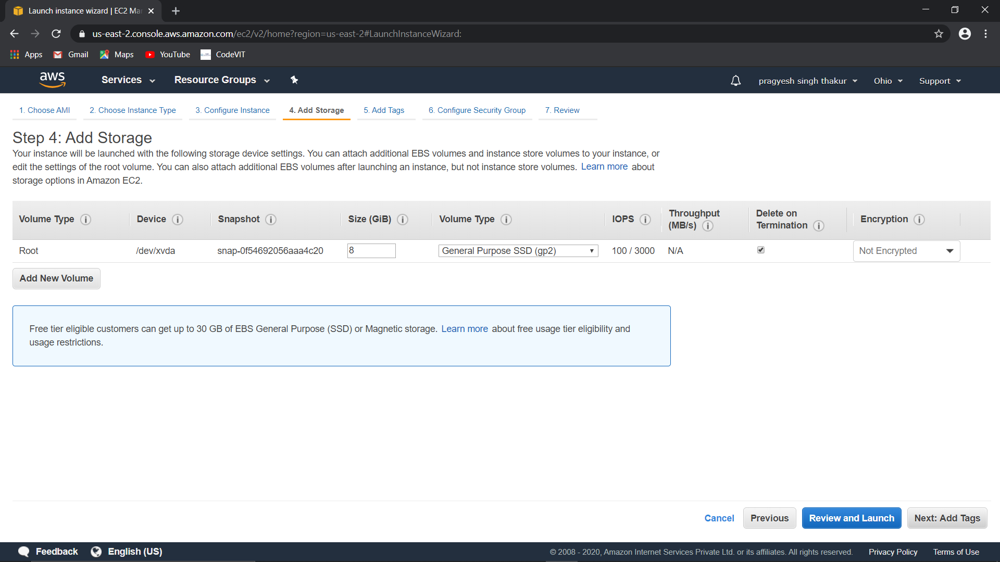 Launch instance wizard | EC2 Mar
us-east-2.console.aws.amazon.com/ec2/v2/home?region=us-east-2#LaunchInstanceWizard:
Apps Gmail Maps YouTube CodeVIT
aws Services Resource Groups pragyesh singh thakur Ohio Support
1. Choose AMI 2. Choose Instance Type 3. Configure Instance 4. Add Storage 5. Add Tags 6. Configure Security Group 7. Review
Step 4: Add Storage
Your instance will be launched with the following storage device settings. You can attach additional EBS volumes and instance store volumes to your instance, or
edit the settings of the root volume. You can also attach additional EBS volumes after launching an instance, but not instance store volumes. Learn more about
storage options in Amazon EC2.
Volume Type Device Snapshot Size (GiB) Volume Type IOPS Throughput (MB/s) Delete on Termination Encryption
Root /dev/xvda snap-0f54692056aaa4c20 8 General Purpose SSD (gp2) 100 / 3000 N/A Not Encrypted
Add New Volume
Free tier eligible customers can get up to 30 GB of EBS General Purpose (SSD) or Magnetic storage. Learn more about free usage tier eligibility and
usage restrictions.
Cancel Previous Review and Launch Next: Add Tags
Feedback English (US) © 2008 - 2020, Amazon Internet Services Private Ltd. or its affiliates. All rights reserved. Privacy Policy Terms of Use